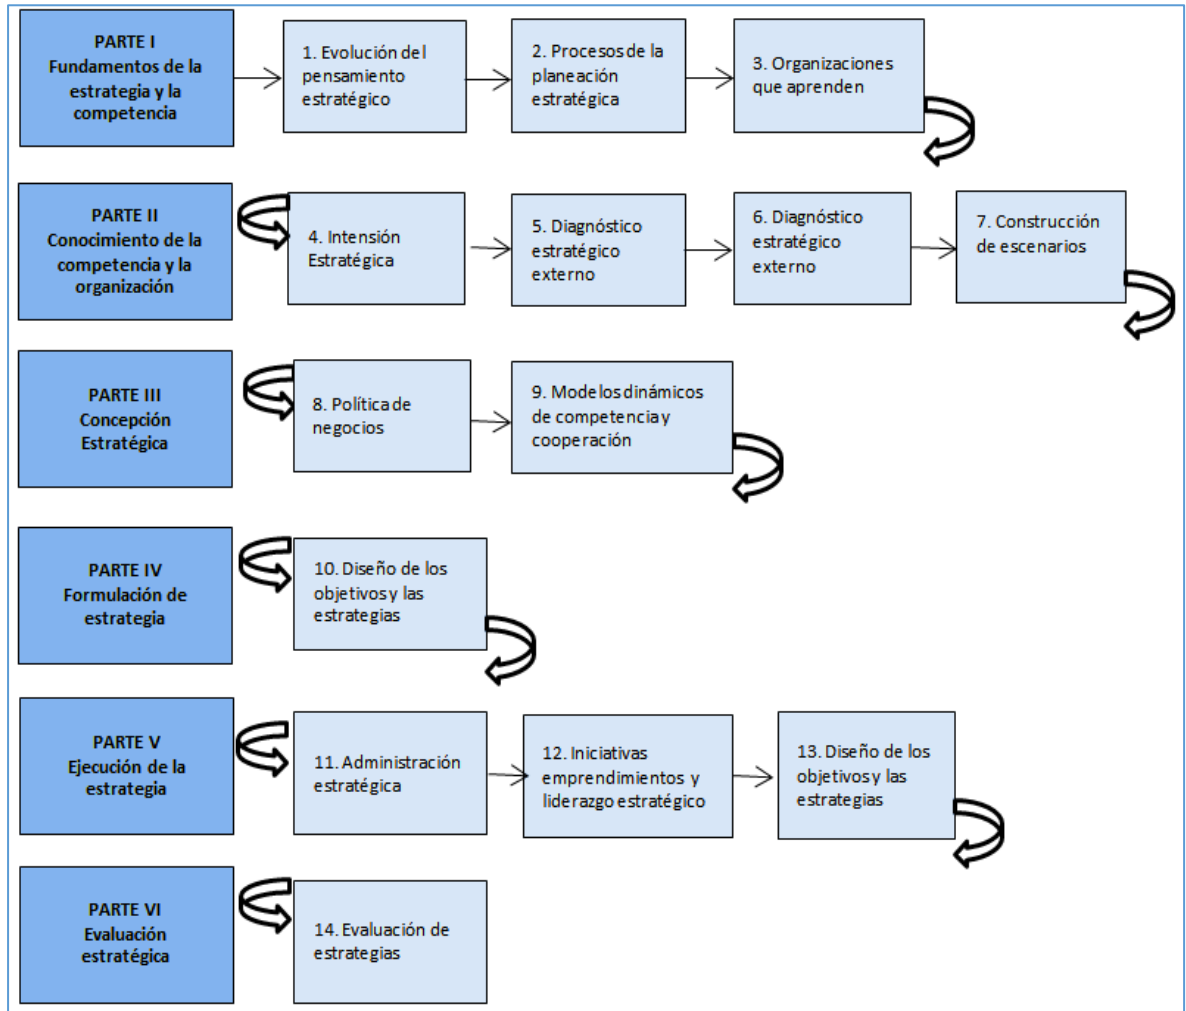 PARTE I
Fundamentos de la
estrategia y la
competencia
1. Evolución del
pensamiento
estratégico
2. Procesos de la
planeación
estratégica
3. Organizaciones
que aprenden
PARTE II
Conocimiento de la
competencia y la
organización
4. Intensión
Estratégica
5. Diagnóstico
estratégico
externo
6. Diagnóstico
estratégico
externo
7. Construcción
de escenarios
PARTE III
Concepción
Estratégica
8. Política de
negocios
9. Modelos dinámicos
de competencia y
cooperación
PARTE IV
Formulación de
estrategia
10. Diseño de los
objetivos y las
estrategias
PARTE V
Ejecución de la
estrategia
11. Administración
estratégica
12. Iniciativas
emprendimientos y
liderazgo estratégico
13. Diseño de los
objetivos y las
estrategias
PARTE VI
Evaluación
estratégica
14. Evaluación de
estrategias